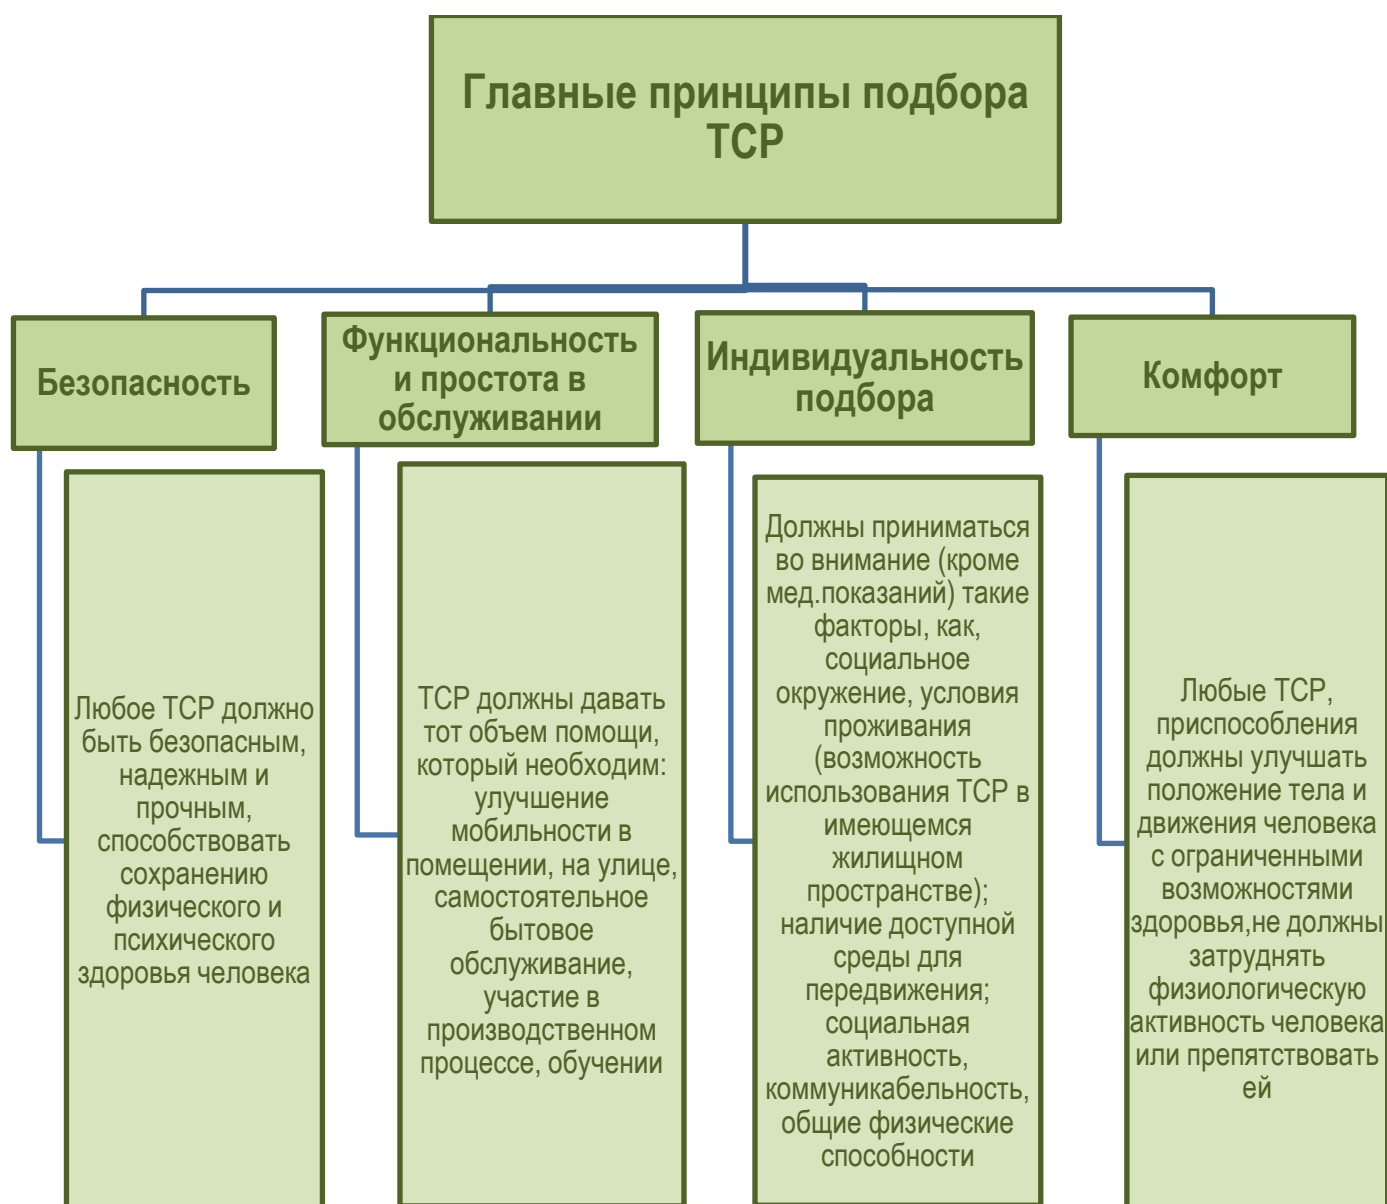 Главные принципы подбора
ТСР
Безопасность
Любое ТСР должно
быть безопасным,
надежным и
прочным,
способствовать
сохранению
физического и
психического
здоровья человека
Функциональность
и простота в
обслуживании
ТСР должны давать
тот объем помощи,
который необходим:
улучшение
мобильности в
помещении, на улице,
самостоятельное
бытовое
обслуживание,
участие в
производственном
процессе, обучении
Индивидуальность
подбора
Должны приниматься
во внимание (кроме
мед.показаний) такие
факторы, как,
социальное
окружение, условия
проживания
(возможность
использования ТСР в
имеющемся
жилищном
пространстве);
наличие доступной
среды для
передвижения;
социальная
активность,
коммуникабельность,
общие физические
способности
Комфорт
Любые ТСР,
приспособления
должны улучшать
положение тела и
движения человека
с ограниченными
возможностями
здоровья,не должны
затруднять
физиологическую
активность человека
или препятствовать
ей